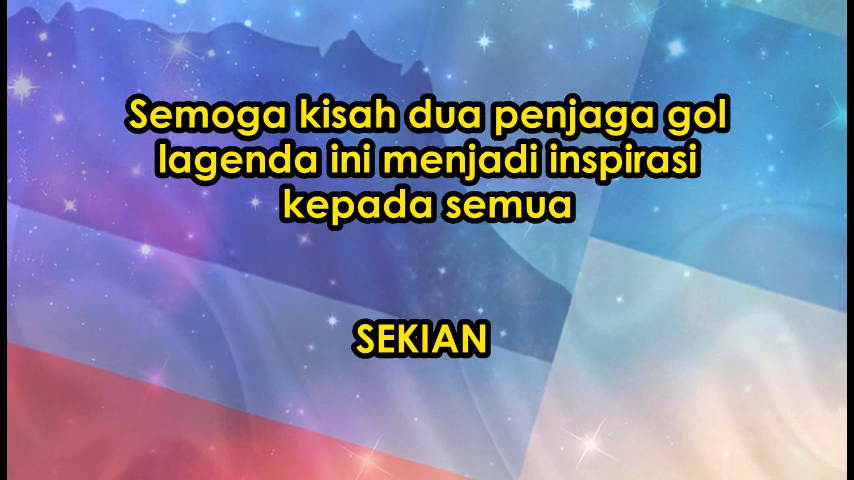 Semoga kisah dua penjaga gol
lagenda ini menjadi inspirasi
kepada semua
SEKIAN